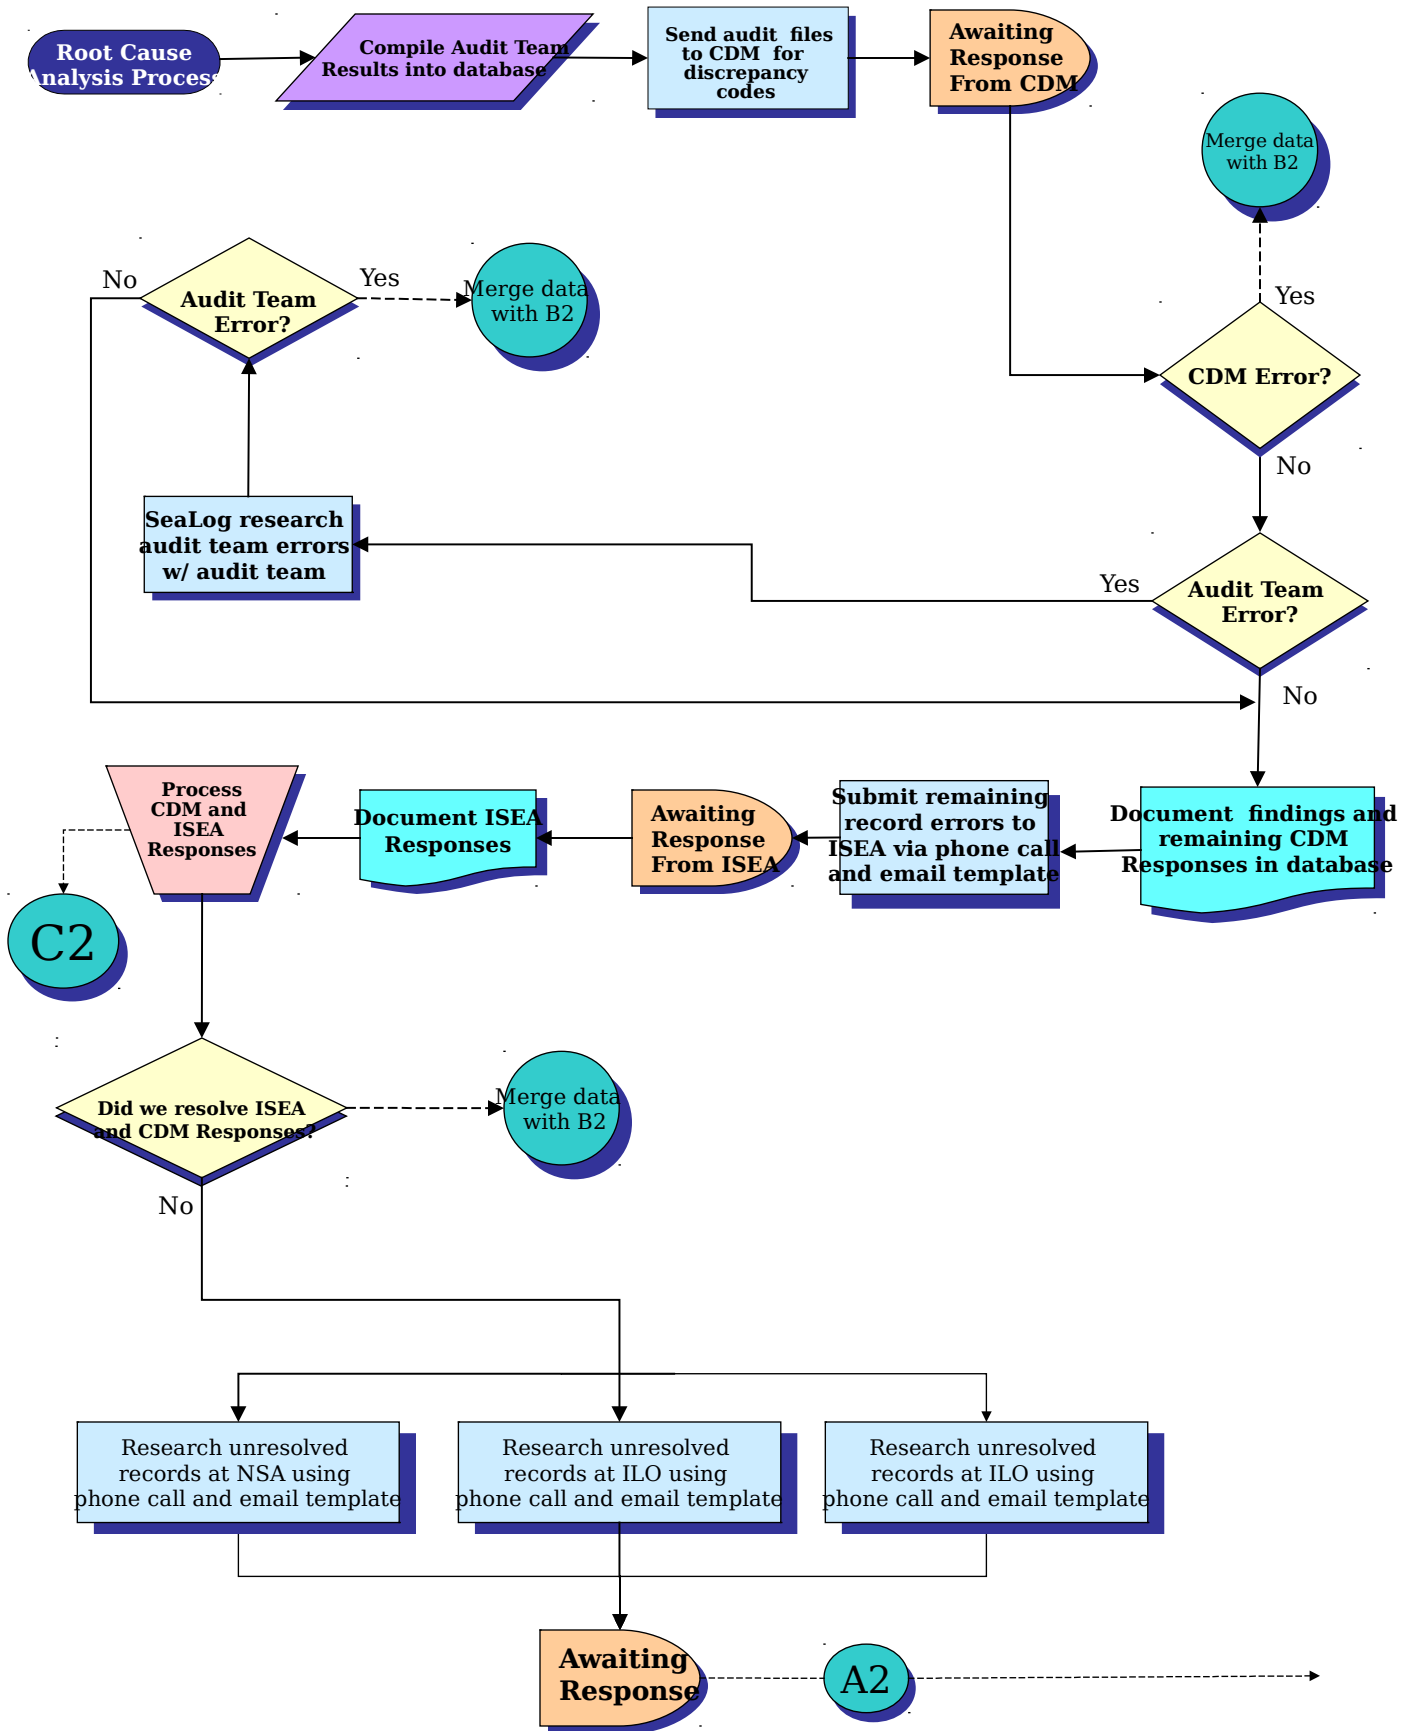 Root Cause
Analysis Process
Compile Audit Team
Results into database
Send audit files
to CDM for
discrepancy
codes
Awaiting
Response
From CDM
Merge data
with B2
Yes
CDM Error?
No
Audit Team
Error?
Yes
No
No
Audit Team
Error?
Yes
Merge data
with B2
SeaLog research
audit team errors
w/ audit team
Document findings and
remaining CDM
Responses in database
Submit remaining
record errors to
ISEA via phone call
and email template
Awaiting
Response
From ISEA
Document ISEA
Responses
Process
CDM and
ISEA
Responses
C2
Did we resolve ISEA
and CDM Responses?
Merge data
with B2
No
Research unresolved
records at NSA using
phone call and email template
Research unresolved
records at ILO using
phone call and email template
Research unresolved
records at ILO using
phone call and email template
Awaiting
Response
A2